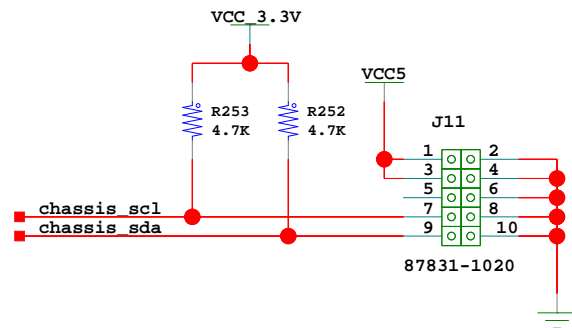 VCC_3.3V
VCC5
R253
4.7K
R252
4.7K
J11
1 2
3 4
5 6
7 8
9 10
chassis_scl
chassis_sda
87831-1020